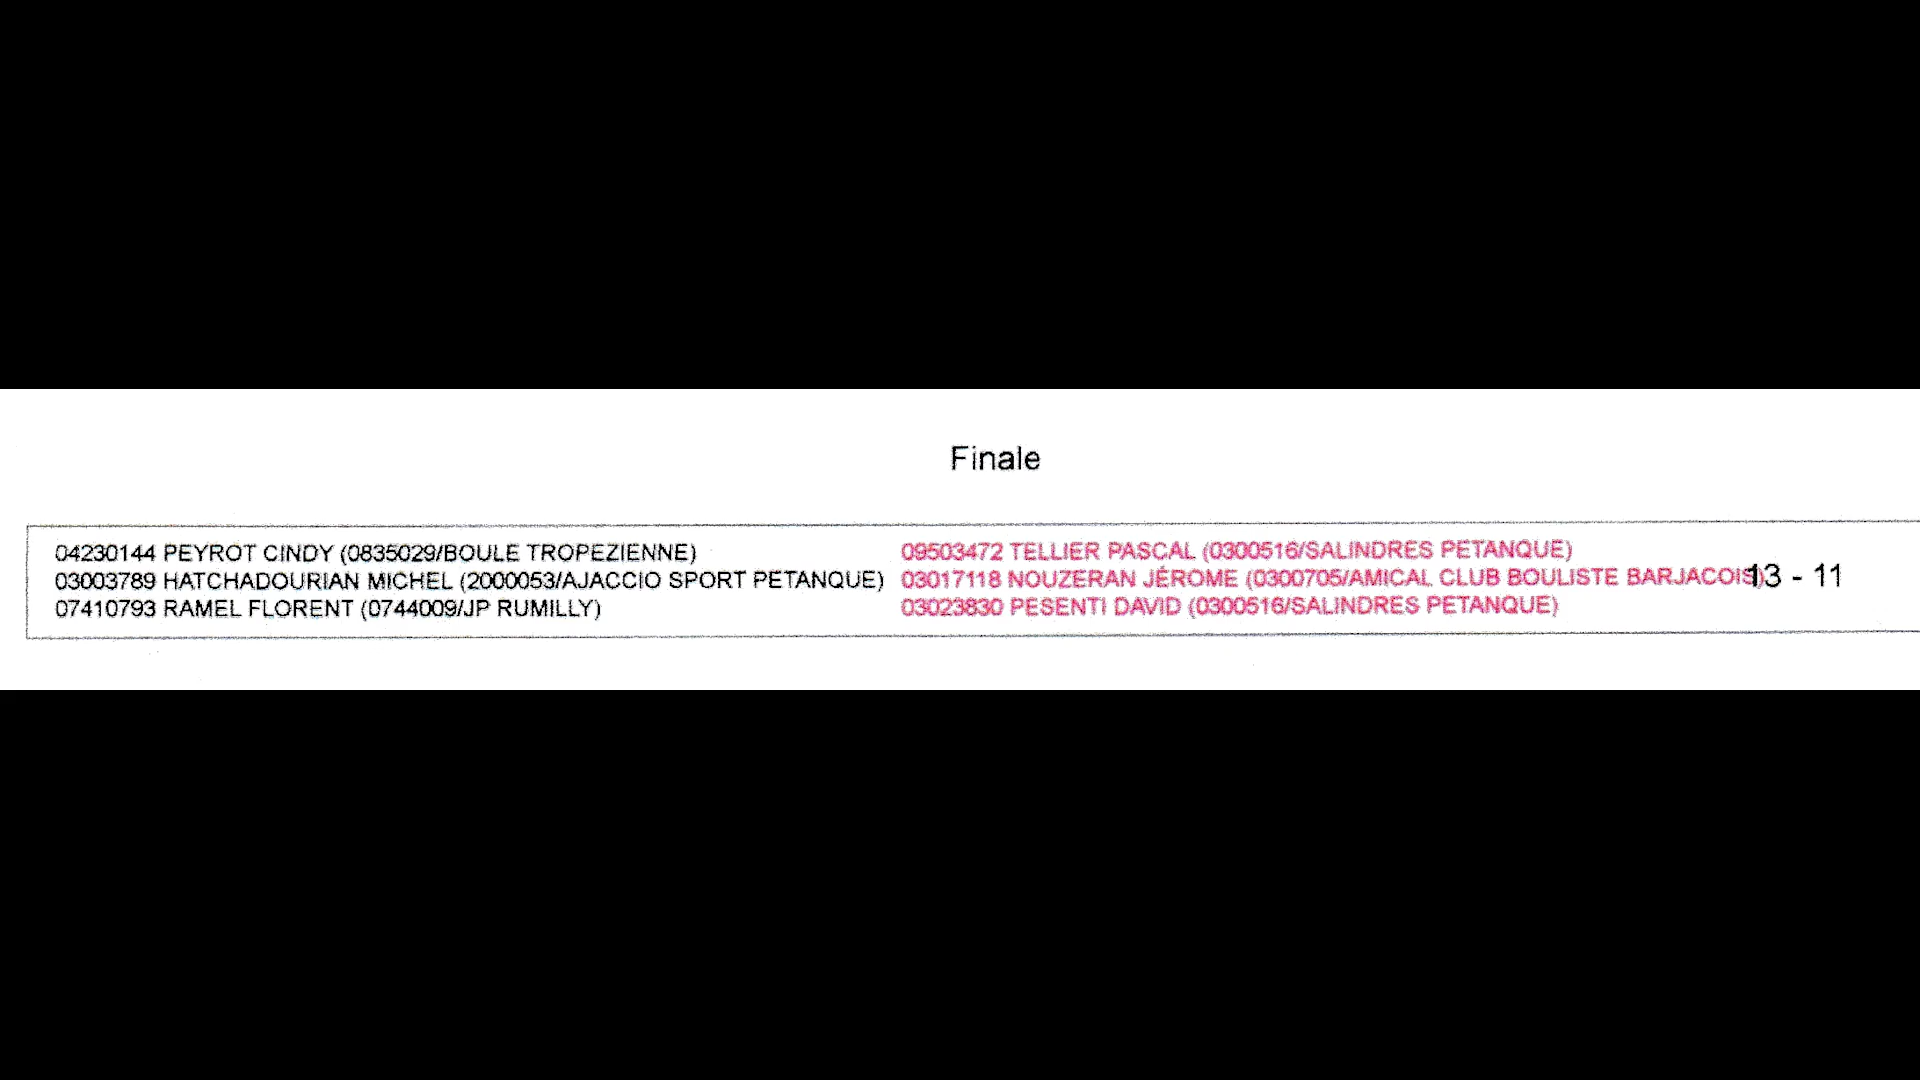 Finale
04230144 PEYROT CINDY (0835029/BOULE TROPEZIENNE) 09503472 TELLIER PASCAL (0300516/SALINDRES PETANQUE)
03003789 HATCHADOURIAN MICHEL (2000053/AJACCIO SPORT PETANQUE) 03017118 NOUZERAN JÉROME (0300705/AMICAL CLUB BOULISTE BARJACOIS) 13 - 11
07410793 RAMEL FLORENT (0744009/JP RUMILLY) 03023830 PESENTI DAVID (0300516/SALINDRES PETANQUE)